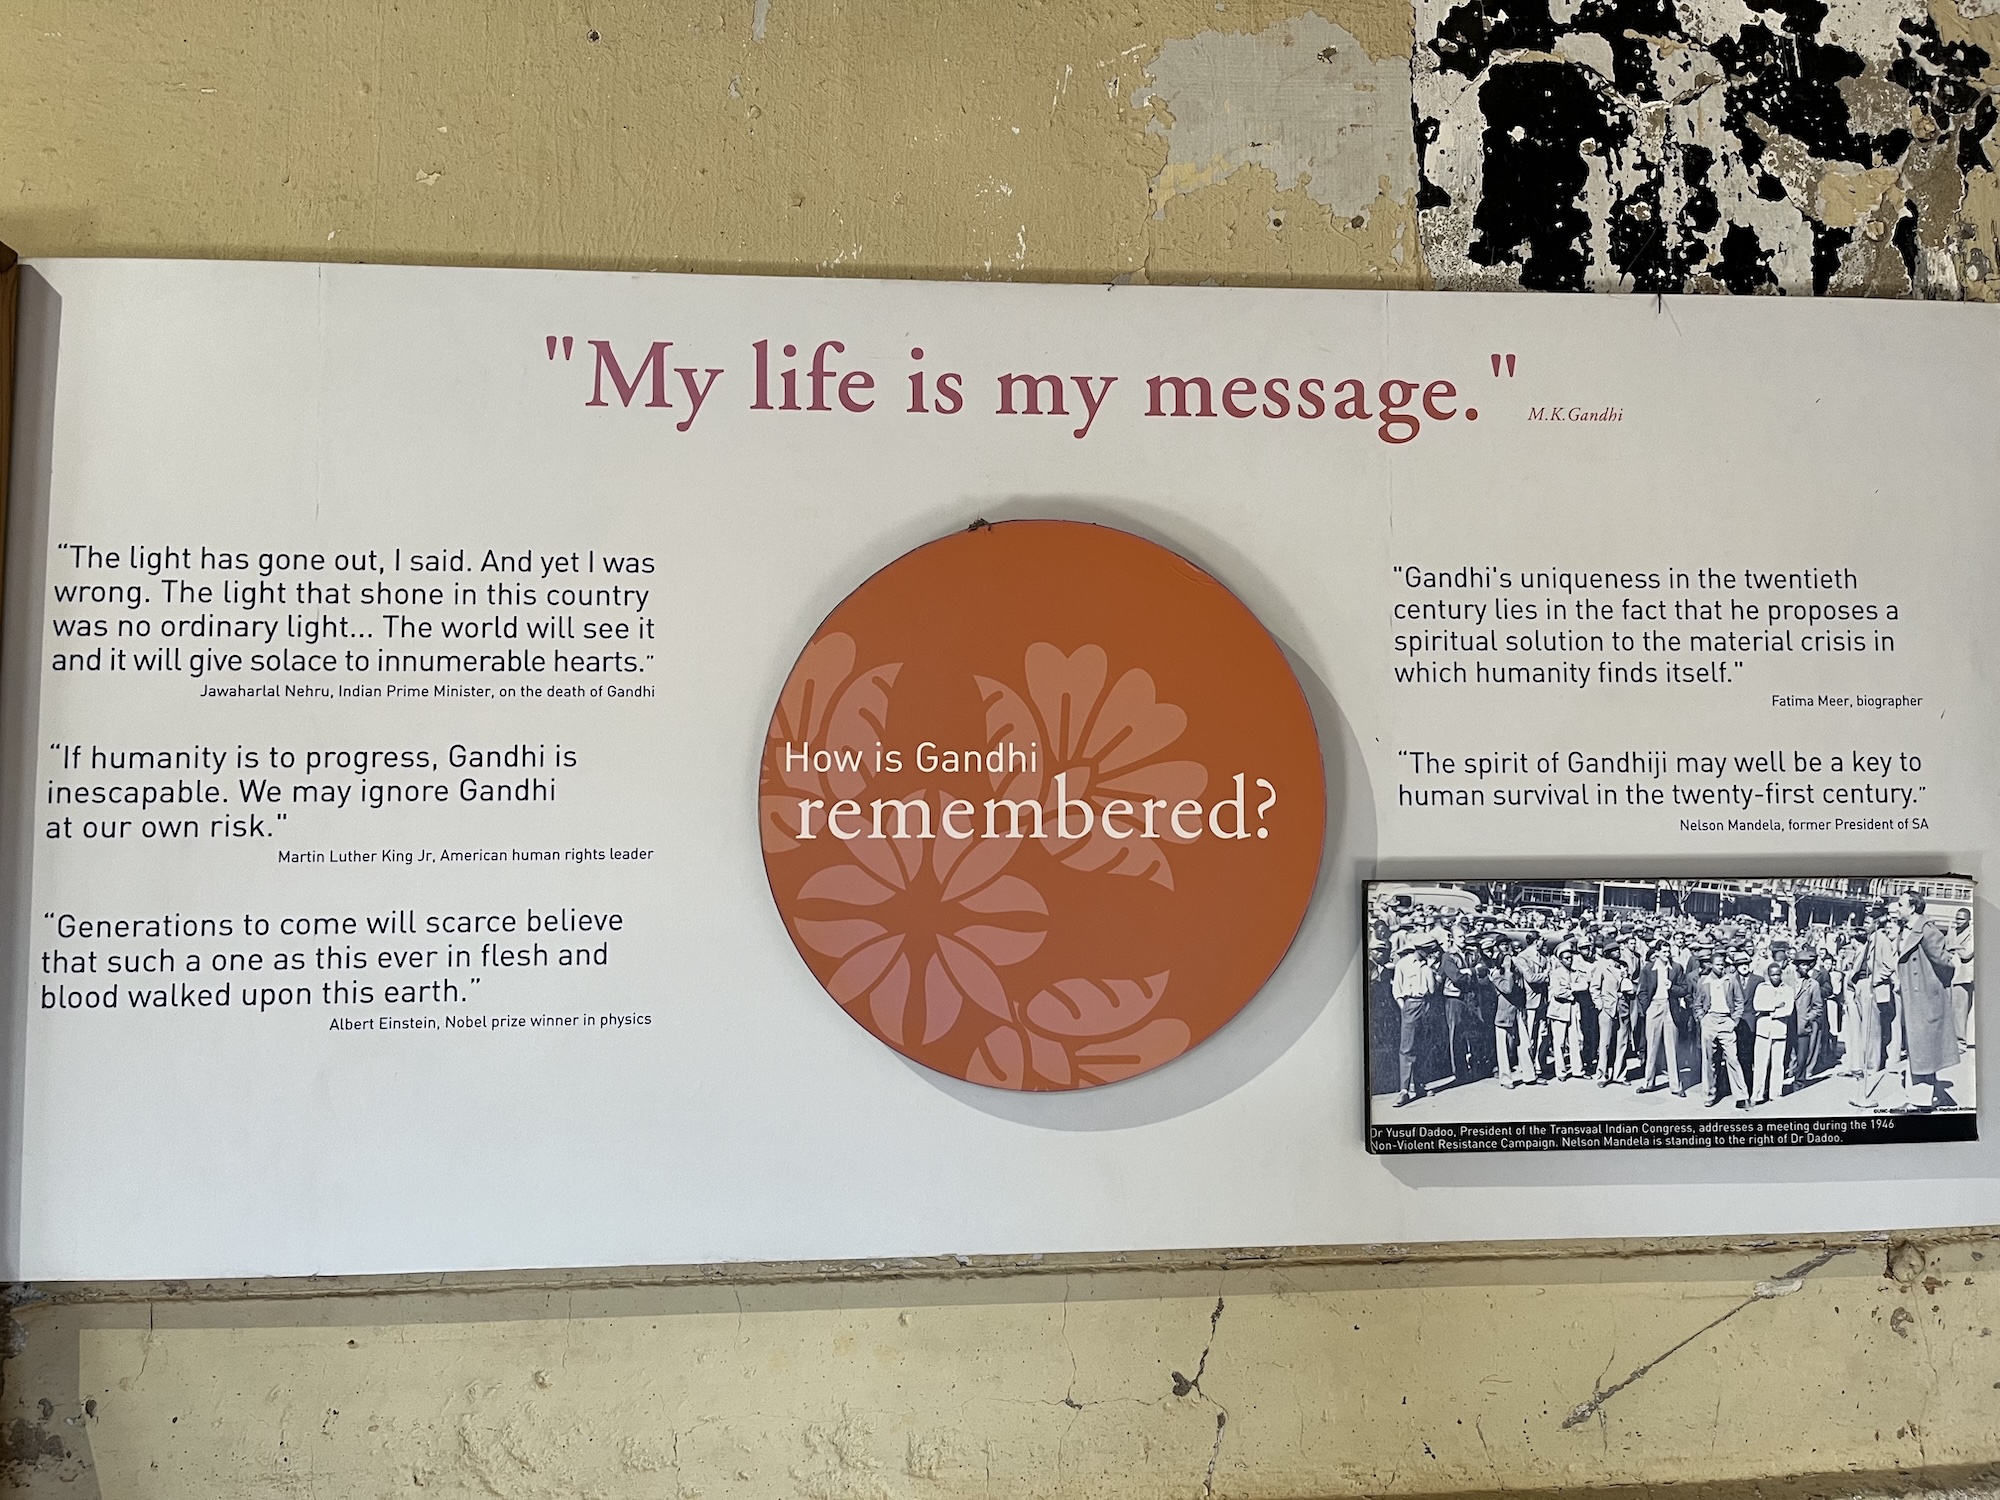 "My life is my message."
M.K.Gandhi
“The light has gone out, I said. And yet I was
wrong. The light that shone in this country
was no ordinary light... The world will see it
and it will give solace to innumerable hearts.”
Jawaharlal Nehru, Indian Prime Minister, on the death of Gandhi
“If humanity is to progress, Gandhi is
inescapable. We may ignore Gandhi
at our own risk."
Martin Luther King Jr, American human rights leader
“Generations to come will scarce believe
that such a one as this ever in flesh and
blood walked upon this earth.”
Albert Einstein, Nobel prize winner in physics
How is Gandhi
remembered?
"Gandhi's uniqueness in the twentieth
century lies in the fact that he proposes a
spiritual solution to the material crisis in
which humanity finds itself."
Fatima Meer, biographer
“The spirit of Gandhiji may well be a key to
human survival in the twenty-first century.”
Nelson Mandela, former President of SA
Dr Yusuf Dadoo, President of the Transvaal Indian Congress, addresses a meeting during the 1946
Non-Violent Resistance Campaign. Nelson Mandela is standing to the right of Dr Dadoo.